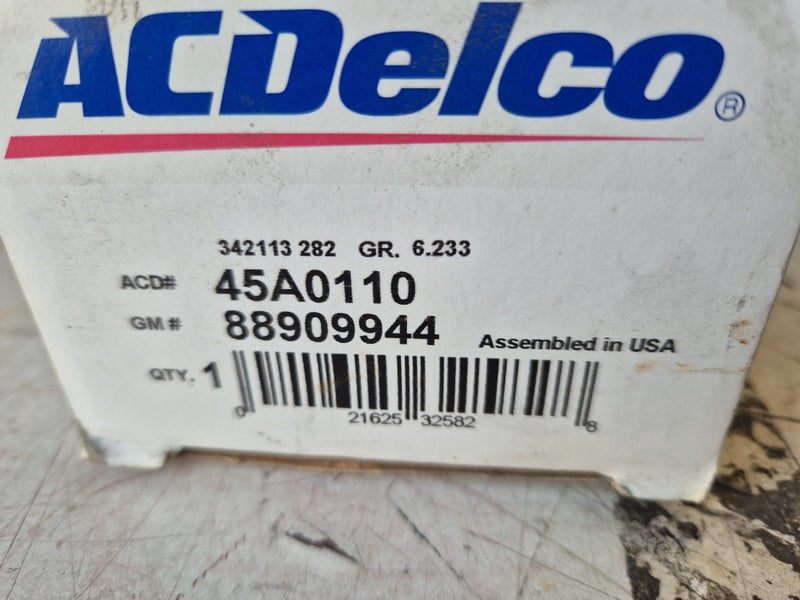 ACDelco®
342113 282 GR. 6.233
ACD# 45A0110
GM # 88909944 Assembled in USA
QTY. 1
0 21625 32582 8